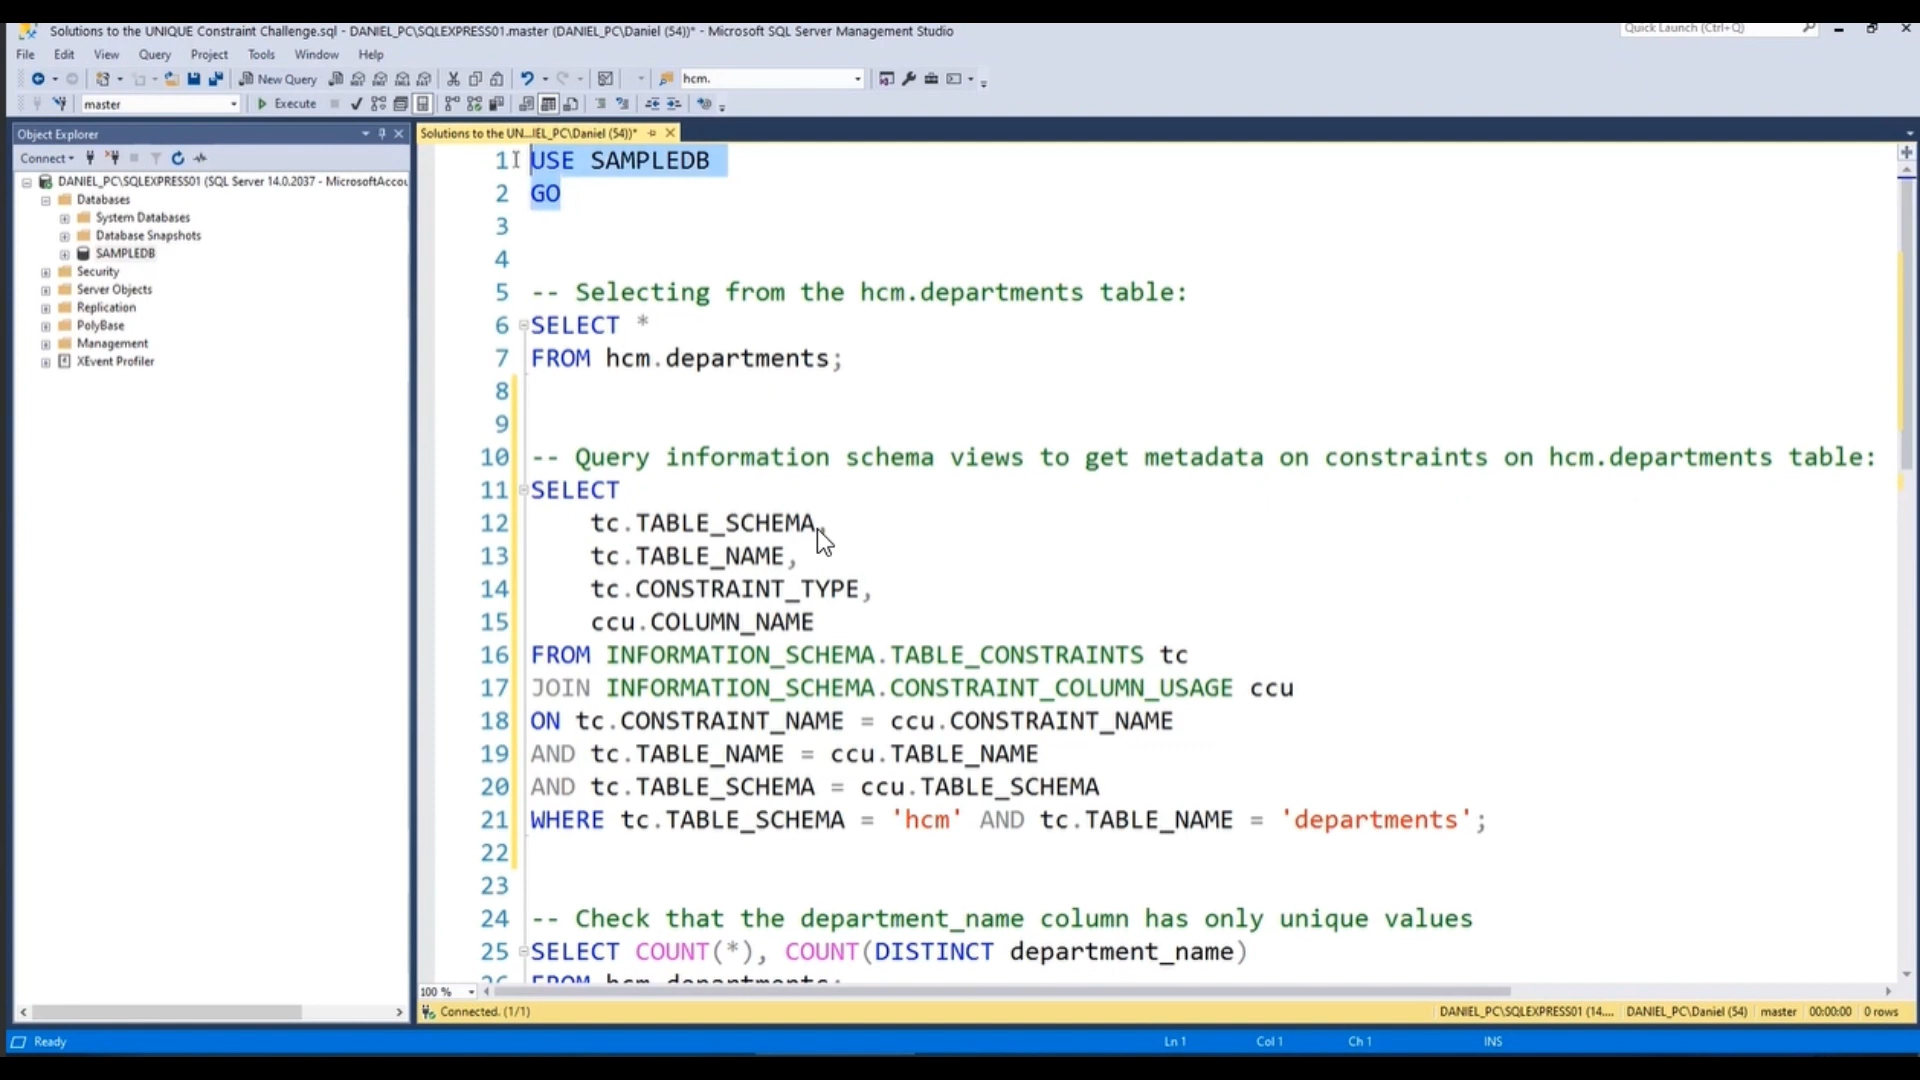 Solutions to the UNIQUE Constraint Challenge.sql - DANIEL_PC\SQLEXPRESS01.master (DANIEL_PC\Daniel (54))* - Microsoft SQL Server Management Studio
Quick Launch (Ctrl+Q)
File Edit View Query Project Tools Window Help
New Query
hcm.
master
Execute
Object Explorer
Solutions to the UN...IEL_PC\Daniel (54))*
Connect
DANIEL_PC\SQLEXPRESS01 (SQL Server 14.0.2037 - MicrosoftAccou
Databases
System Databases
Database Snapshots
SAMPLEDB
Security
Server Objects
Replication
PolyBase
Management
XEvent Profiler
1 USE SAMPLEDB
2 GO
3
4
5 -- Selecting from the hcm.departments table:
6 SELECT *
7 FROM hcm.departments;
8
9
10 -- Query information schema views to get metadata on constraints on hcm.departments table:
11 SELECT
12 tc.TABLE_SCHEMA,
13 tc.TABLE_NAME,
14 tc.CONSTRAINT_TYPE,
15 ccu.COLUMN_NAME
16 FROM INFORMATION_SCHEMA.TABLE_CONSTRAINTS tc
17 JOIN INFORMATION_SCHEMA.CONSTRAINT_COLUMN_USAGE ccu
18 ON tc.CONSTRAINT_NAME = ccu.CONSTRAINT_NAME
19 AND tc.TABLE_NAME = ccu.TABLE_NAME
20 AND tc.TABLE_SCHEMA = ccu.TABLE_SCHEMA
21 WHERE tc.TABLE_SCHEMA = 'hcm' AND tc.TABLE_NAME = 'departments';
22
23
24 -- Check that the department_name column has only unique values
25 SELECT COUNT(*), COUNT(DISTINCT department_name)
26 FROM hcm.departments;
100 %
Connected. (1/1)
DANIEL_PC\SQLEXPRESS01 (14.... DANIEL_PC\Daniel (54) master 00:00:00 0 rows
Ready
Ln 1 Col 1 Ch 1 INS